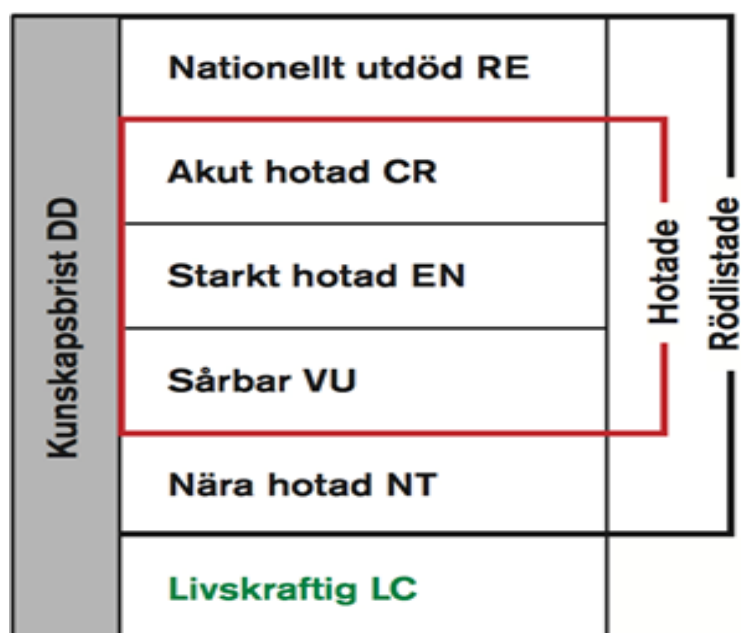 Kunskapsbrist DD
Nationellt utdöd RE
Akut hotad CR
Starkt hotad EN
Sårbar VU
Nära hotad NT
Livskraftig LC
Hotade
Rödlistade